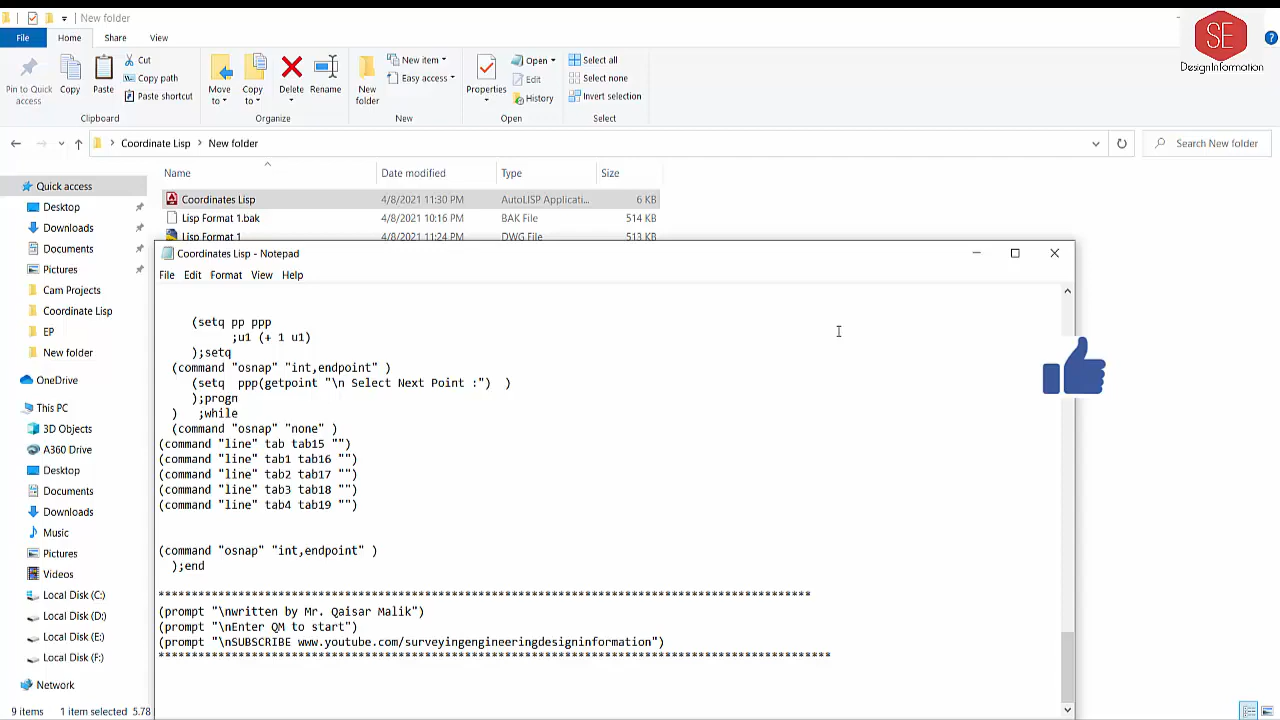 New folder
SE
DesignInformation
File Home Share View
Pin to Quick access
Copy
Paste
Cut
Copy path
Paste shortcut
Clipboard
Move to
Copy to
Delete
Rename
Organize
New folder
New item
Easy access
New
Properties
Open
Edit
History
Open
Select all
Select none
Invert selection
Select
Coordinate Lisp > New folder
Search New folder
Name Date modified Type Size
Coordinates Lisp 4/8/2021 11:30 PM AutoLISP Applicati... 6 KB
Lisp Format 1.bak 4/8/2021 10:16 PM BAK File 514 KB
Lisp Format 1 4/8/2021 11:24 PM DWG File 513 KB
Quick access
Desktop
Downloads
Documents
Pictures
Cam Projects
Coordinate Lisp
EP
New folder
OneDrive
This PC
3D Objects
A360 Drive
Desktop
Documents
Downloads
Music
Pictures
Videos
Local Disk (C:)
Local Disk (D:)
Local Disk (E:)
Local Disk (F:)
Network
9 items 1 item selected 5.78
Coordinates Lisp - Notepad
File Edit Format View Help
(setq pp ppp
;u1 (+ 1 u1)
);setq
(command "osnap" "int,endpoint" )
(setq ppp(getpoint "\n Select Next Point :") )
);progn
) ;while
(command "osnap" "none" )
(command "line" tab tab15 "")
(command "line" tab1 tab16 "")
(command "line" tab2 tab17 "")
(command "line" tab3 tab18 "")
(command "line" tab4 tab19 "")
(command "osnap" "int,endpoint" )
);end
**************************************************************************************************
(prompt "\nwritten by Mr. Qaisar Malik")
(prompt "\nEnter QM to start")
(prompt "\nSUBSCRIBE www.youtube.com/surveyingengineeringdesigninformation")
*****************************************************************************************************